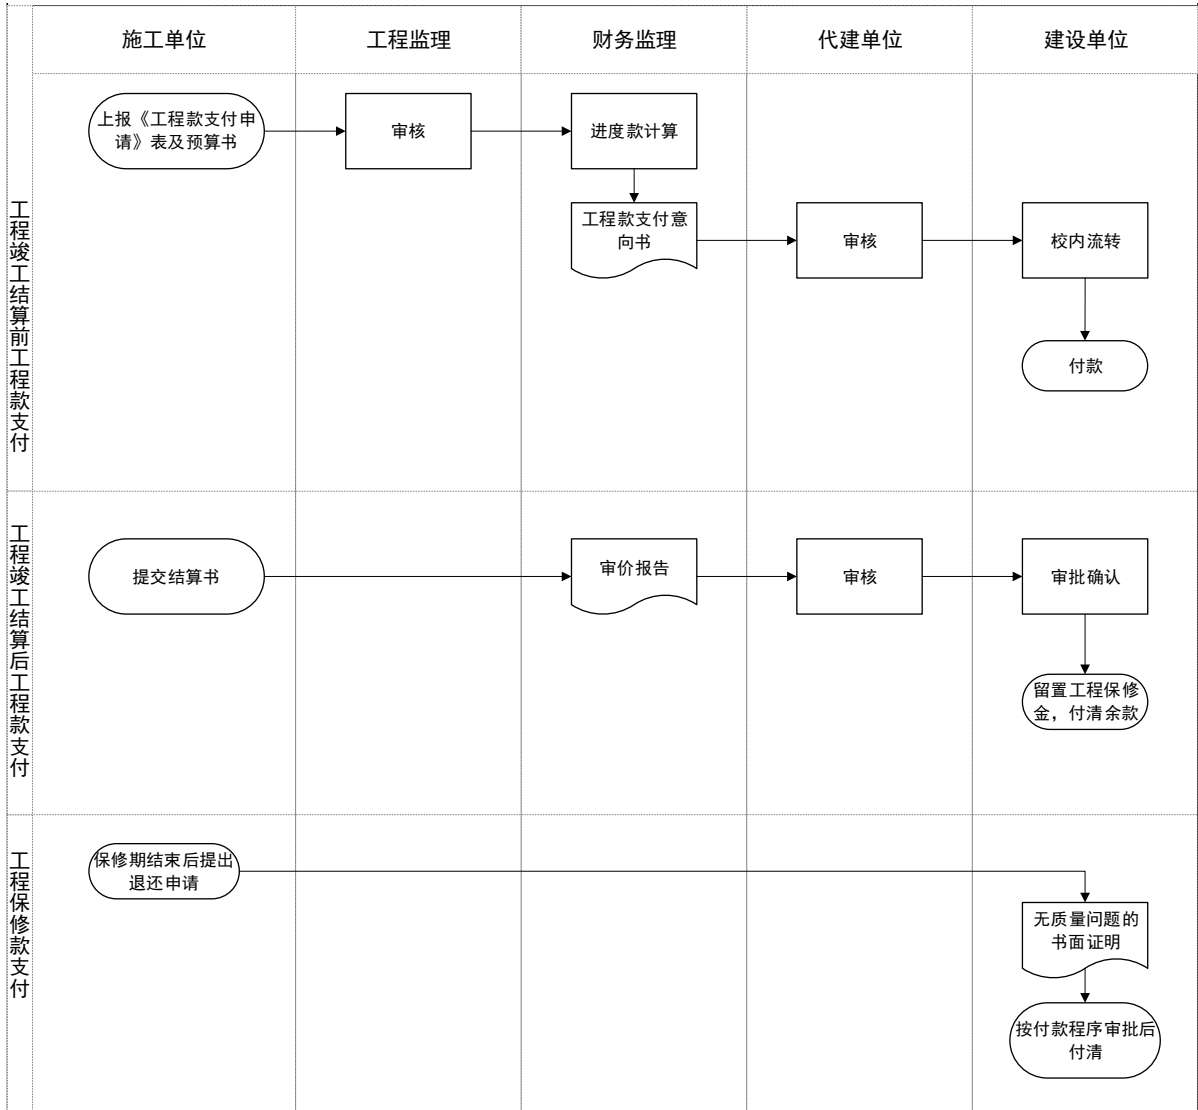 施工单位
工程监理
财务监理
代建单位
建设单位
工程竣工结算前工程款支付
上报《工程款支付申
请》表及预算书
审核
进度款计算
工程款支付意
向书
审核
校内流转
付款
工程竣工结算后工程款支付
提交结算书
审价报告
审核
审批确认
留置工程保修
金，付清余款
工程保修款支付
保修期结束后提出
退还申请
无质量问题的
书面证明
按付款程序审批后
付清